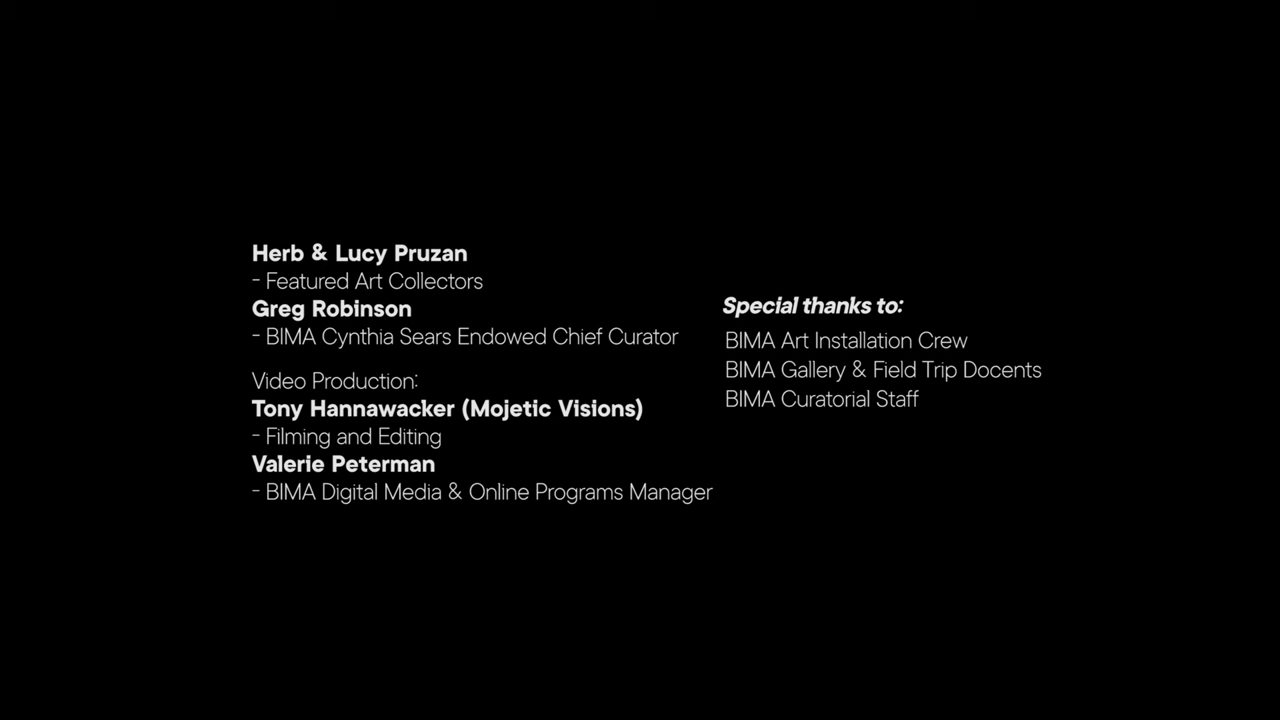 Herb & Lucy Pruzan
- Featured Art Collectors
Greg Robinson
- BIMA Cynthia Sears Endowed Chief Curator
Video Production:
Tony Hannawacker (Mojetic Visions)
- Filming and Editing
Valerie Peterman
- BIMA Digital Media & Online Programs Manager
Special thanks to:
BIMA Art Installation Crew
BIMA Gallery & Field Trip Docents
BIMA Curatorial Staff